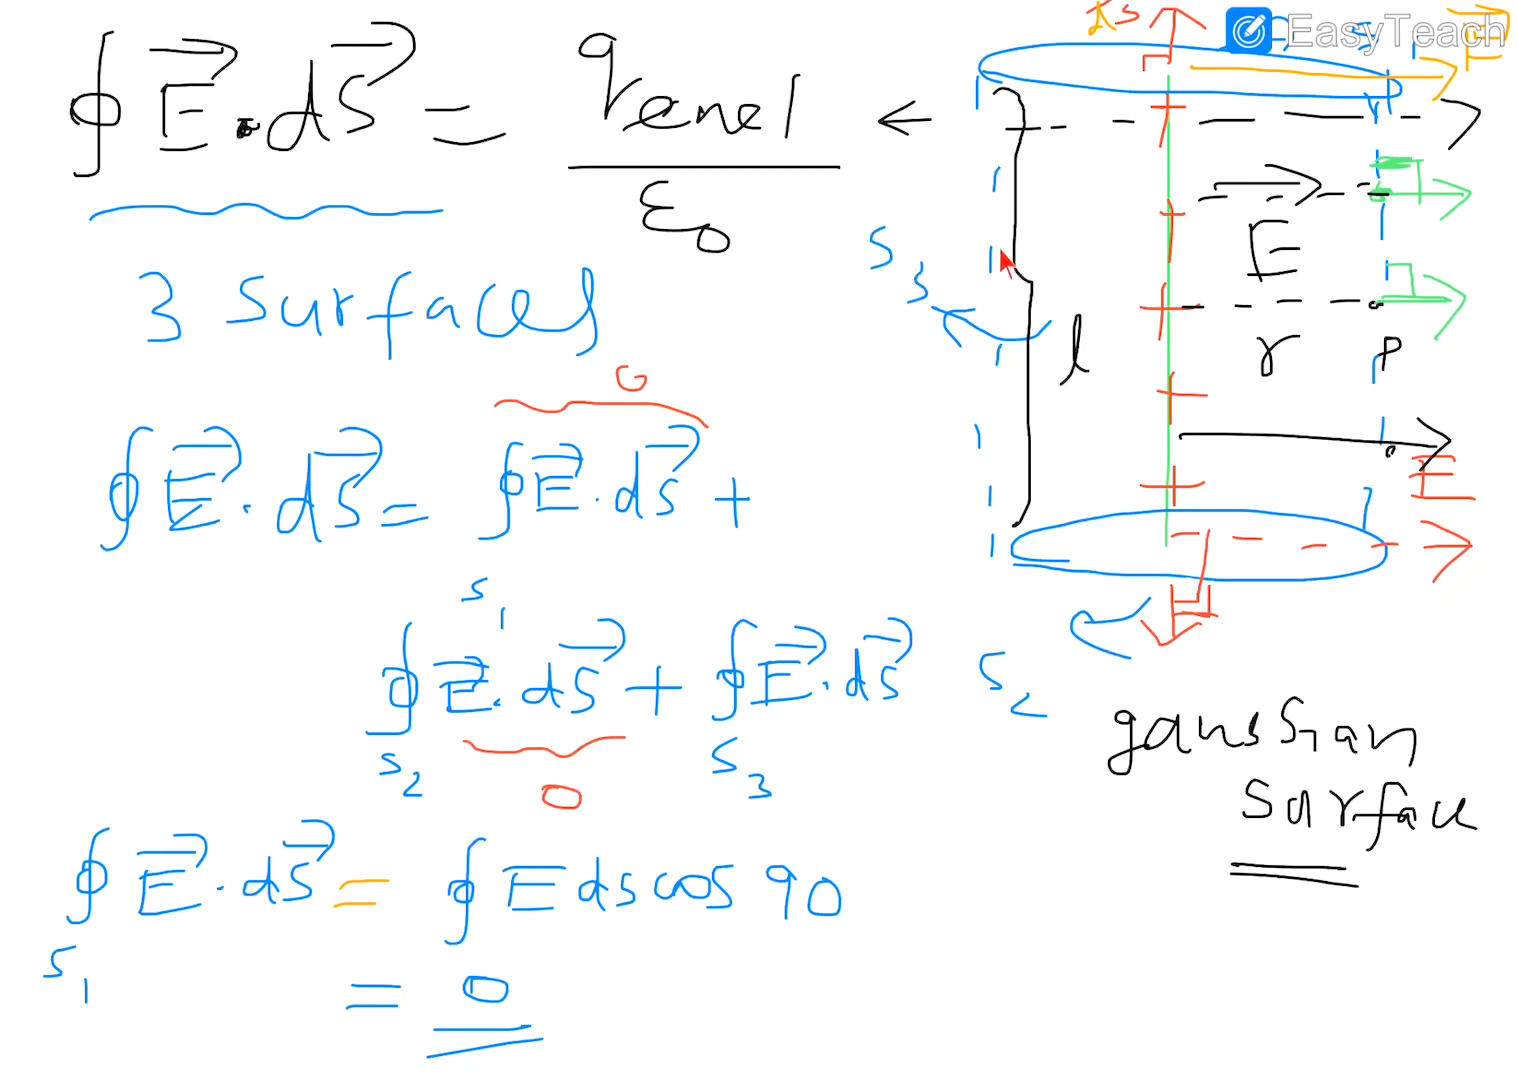 ∮ E⃗ · dS⃗ = qencl / ε0
3 Surfaces
∮ E⃗ · dS⃗ = ∮ E⃗ · dS⃗ +
0
S1
∮ E⃗ · dS⃗ + ∮ E⃗ · dS⃗
S2
0
S3
∮ E⃗ · dS⃗ = ∮ E ds cos 90
S1
= 0
ds
EasyTeach
S1
E⃗
E
r
P
l
S3
E
S2
gaussian
surface